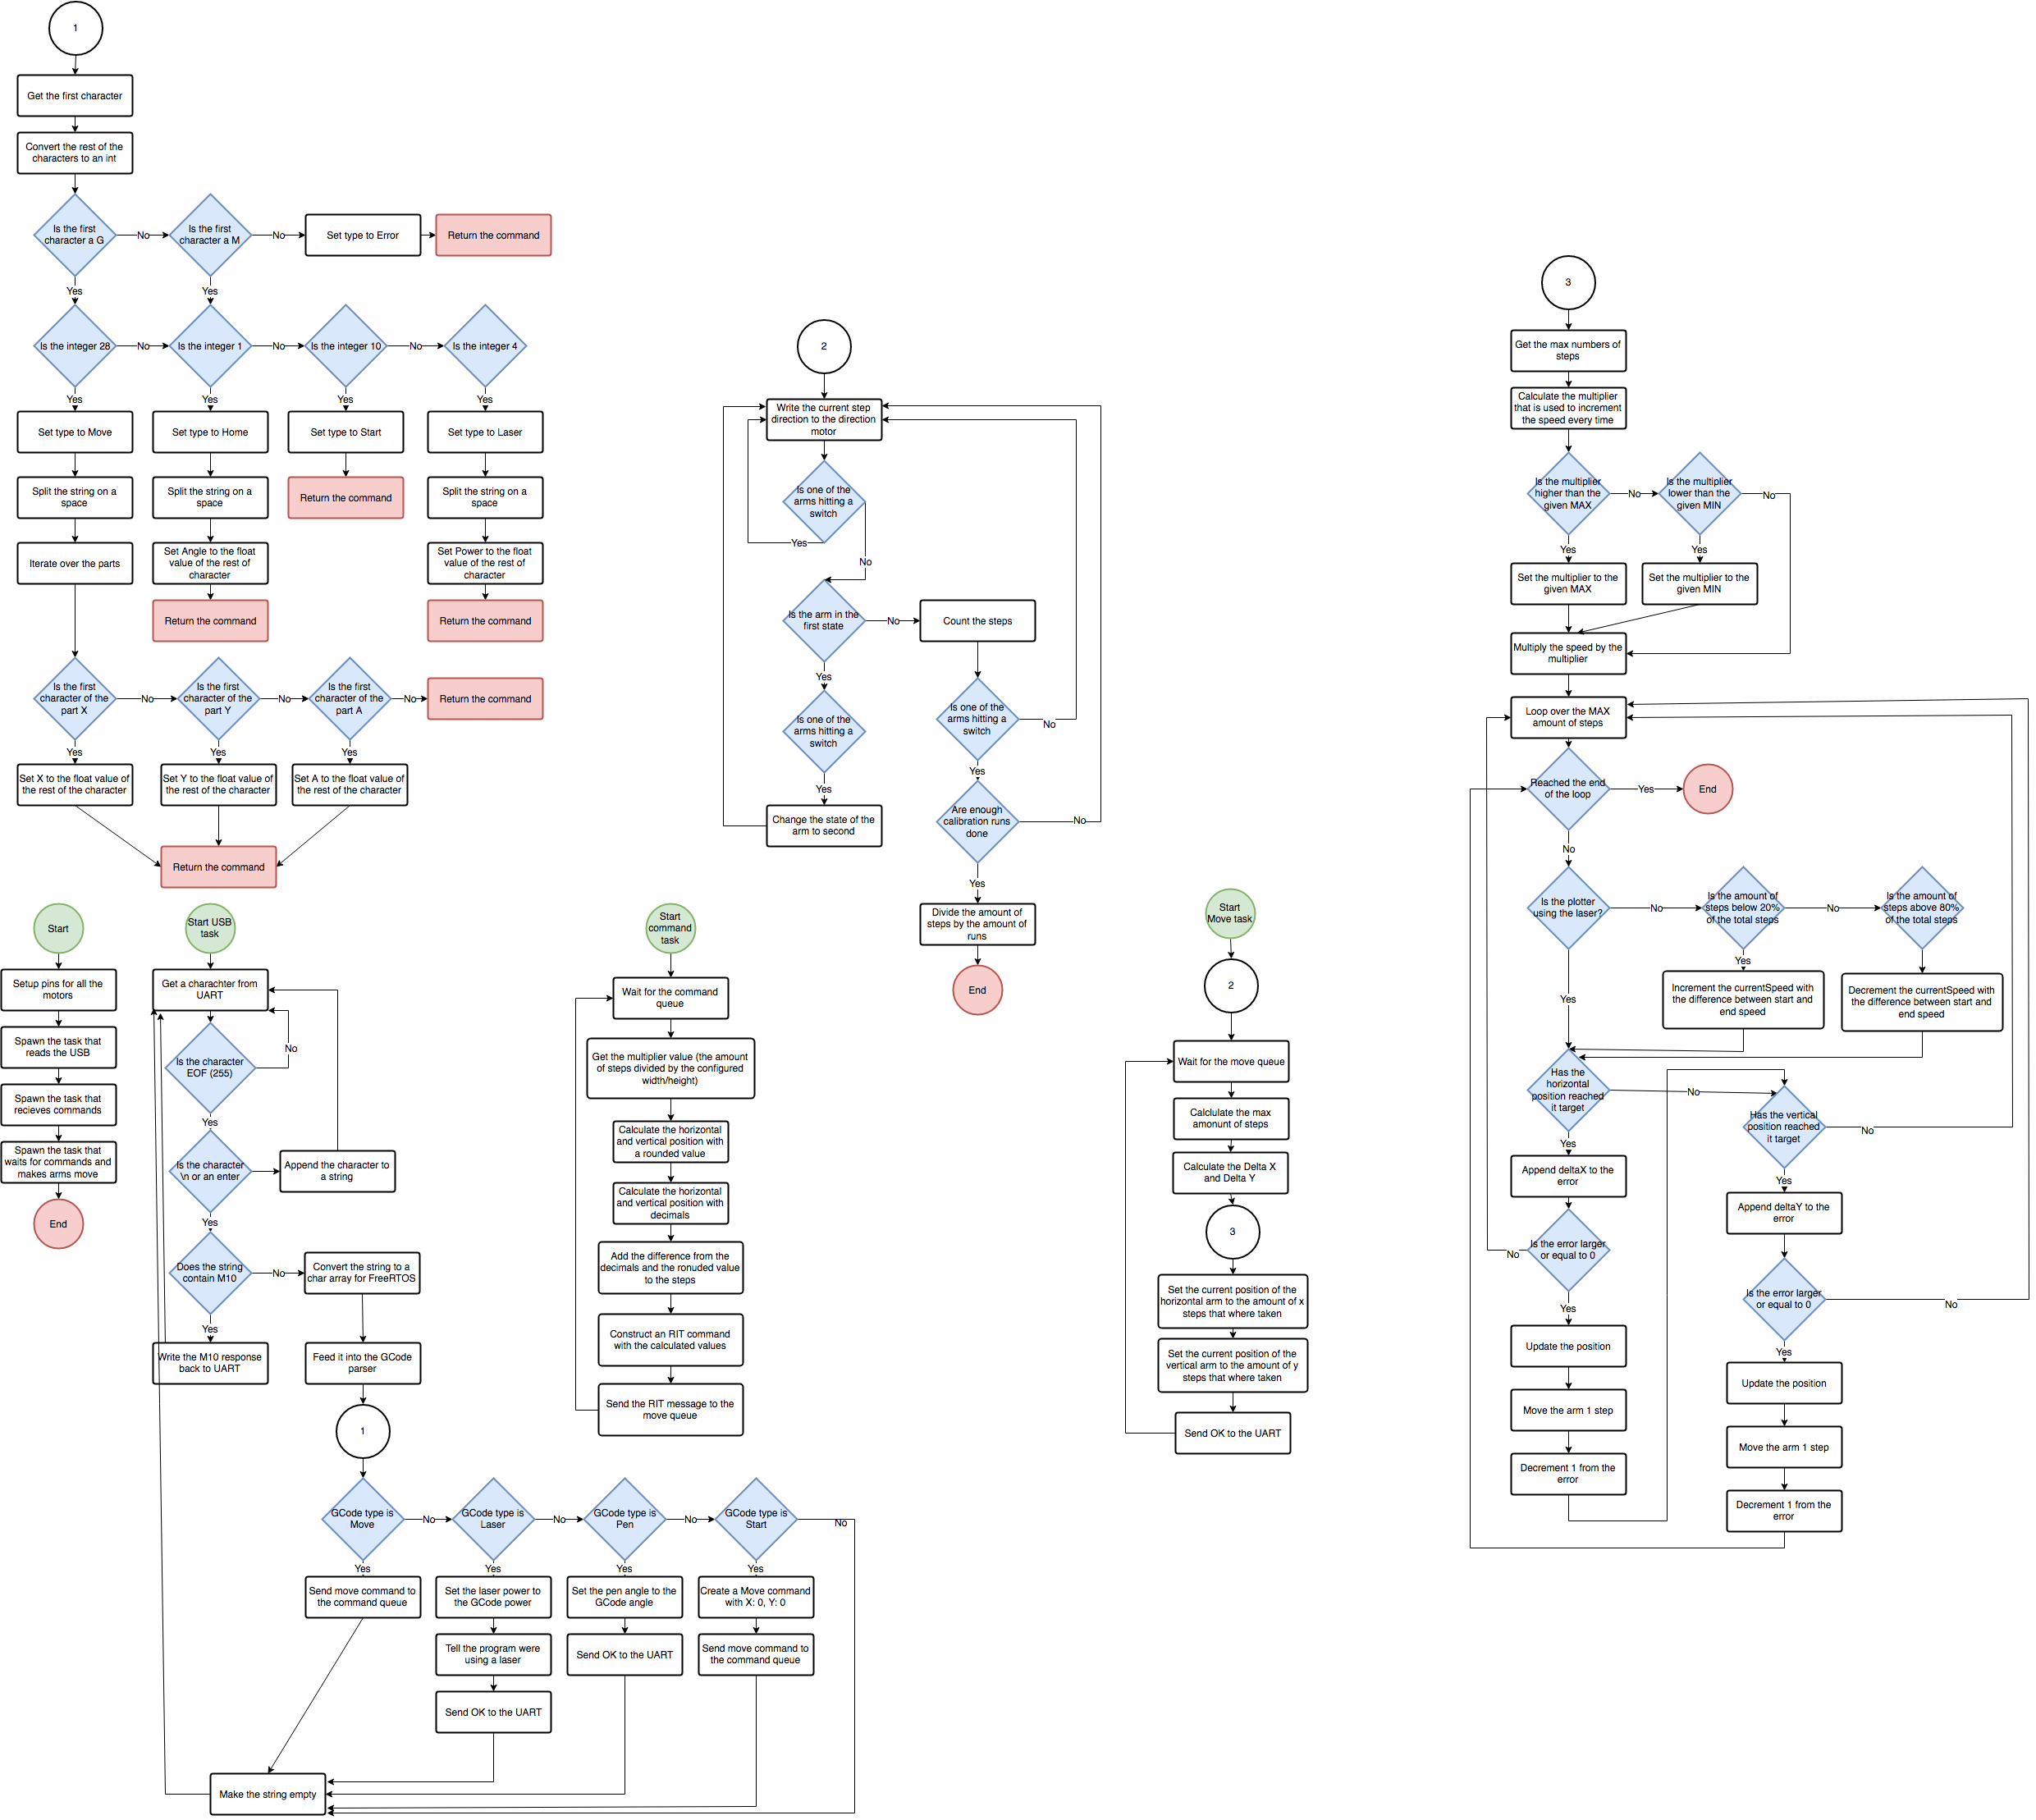 1
Get the first character
Convert the rest of the
characters to an int
Is the first
character a G
No
Is the first
character a M
No
Set type to Error
Return the command
Yes
Yes
Is the integer 28
No
Is the integer 1
No
Is the integer 10
No
Is the integer 4
Yes
Yes
Yes
Yes
Set type to Move
Set type to Home
Set type to Start
Set type to Laser
Split the string on a
space
Split the string on a
space
Return the command
Split the string on a
space
Iterate over the parts
Set Angle to the float
value of the rest of
character
Set Power to the float
value of the rest of
character
Return the command
Return the command
Is the first
character of the
part X
No
Is the first
character of the
part Y
No
Is the first
character of the
part A
No
Return the command
Yes
Yes
Yes
Set X to the float value of
the rest of the character
Set Y to the float value of
the rest of the character
Set A to the float value of
the rest of the character
Return the command
2
Write the current step
direction to the direction
motor
Is one of the
arms hitting a
switch
Yes
No
Is the arm in the
first state
No
Count the steps
Yes
Is one of the
arms hitting a
switch
Is one of the
arms hitting a
switch
No
Yes
Yes
Change the state of the
arm to second
Are enough
calibration runs
done
No
Yes
Divide the amount of
steps by the amount of
runs
End
3
Get the max numbers of
steps
Calculate the multiplier
that is used to increment
the speed every time
Is the multiplier
higher than the
given MAX
No
Is the multiplier
lower than the
given MIN
No
Yes
Yes
Set the multiplier to the
given MAX
Set the multiplier to the
given MIN
Multiply the speed by the
multiplier
Loop over the MAX
amount of steps
Reached the end
of the loop
Yes
End
No
Is the plotter
using the laser?
No
Is the amount of
steps below 20%
of the total steps
No
Is the amount of
steps above 80%
of the total steps
Yes
Yes
Increment the currentSpeed with
the difference between start and
end speed
Decrement the currentSpeed with
the difference between start and
end speed
Has the
horizontal
position reached
it target
No
Has the vertical
position reached
it target
No
Yes
Yes
Append deltaX to the
error
Append deltaY to the
error
Is the error larger
or equal to 0
No
Is the error larger
or equal to 0
No
Yes
Yes
Update the position
Update the position
Move the arm 1 step
Move the arm 1 step
Decrement 1 from the
error
Decrement 1 from the
error
Start
Setup pins for all the
motors
Spawn the task that
reads the USB
Spawn the task that
recieves commands
Spawn the task that
waits for commands and
makes arms move
End
Start USB
task
Get a charachter from
UART
Is the character
EOF (255)
No
Yes
Is the character
\n or an enter
Append the character to
a string
Yes
Does the string
contain M10
No
Convert the string to a
char array for FreeRTOS
Yes
Write the M10 response
back to UART
Feed it into the GCode
parser
1
GCode type is
Move
No
GCode type is
Laser
No
GCode type is
Pen
No
GCode type is
Start
No
Yes
Yes
Yes
Yes
Send move command to
the command queue
Set the laser power to
the GCode power
Set the pen angle to the
GCode angle
Create a Move command
with X: 0, Y: 0
Tell the program were
using a laser
Send OK to the UART
Send move command to
the command queue
Send OK to the UART
Make the string empty
Start
command
task
Wait for the command
queue
Get the multiplier value (the amount
of steps divided by the configured
width/height)
Calculate the horizontal
and vertical position with
a rounded value
Calculate the horizontal
and vertical position with
decimals
Add the difference from the
decimals and the ronuded value
to the steps
Construct an RIT command
with the calculated values
Send the RIT message to the
move queue
Start
Move task
2
Wait for the move queue
Calclulate the max
amonunt of steps
Calculate the Delta X
and Delta Y
3
Set the current position of the
horizontal arm to the amount of x
steps that where taken
Set the current position of the
vertical arm to the amount of y
steps that where taken
Send OK to the UART